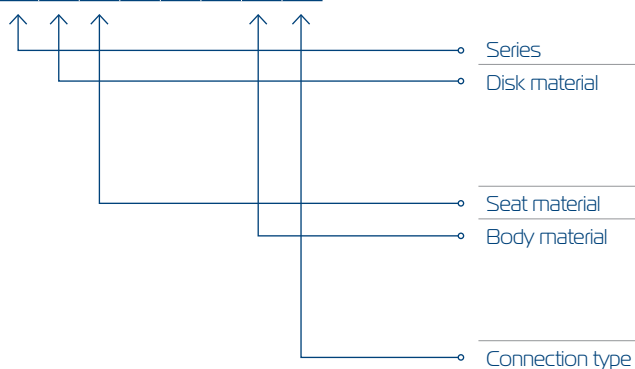 Series
Disk material
Seat material
Body material
Connection type